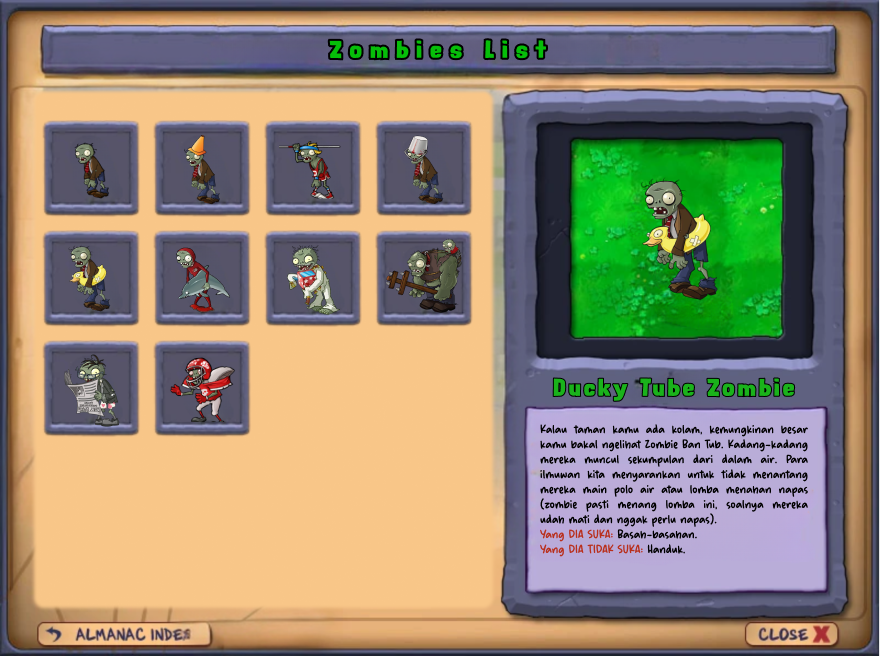 Zombies List
Ducky Tube Zombie
Kalau taman kamu ada kolam, kemungkinan besar
kamu bakal ngelihat Zombie Ban Tub. Kadang-kadang
mereka muncul sekumpulan dari dalam air. Para
ilmuwan kita menyarankan untuk tidak menantang
mereka main polo air atau lomba menahan napas
(zombie pasti menang lomba ini, soalnya mereka
udah mati dan nggak perlu napas).
Yang DIA SUKA: Basah-basahan.
Yang DIA TIDAK SUKA: Handuk.
ALMANAC INDEX
CLOSE X